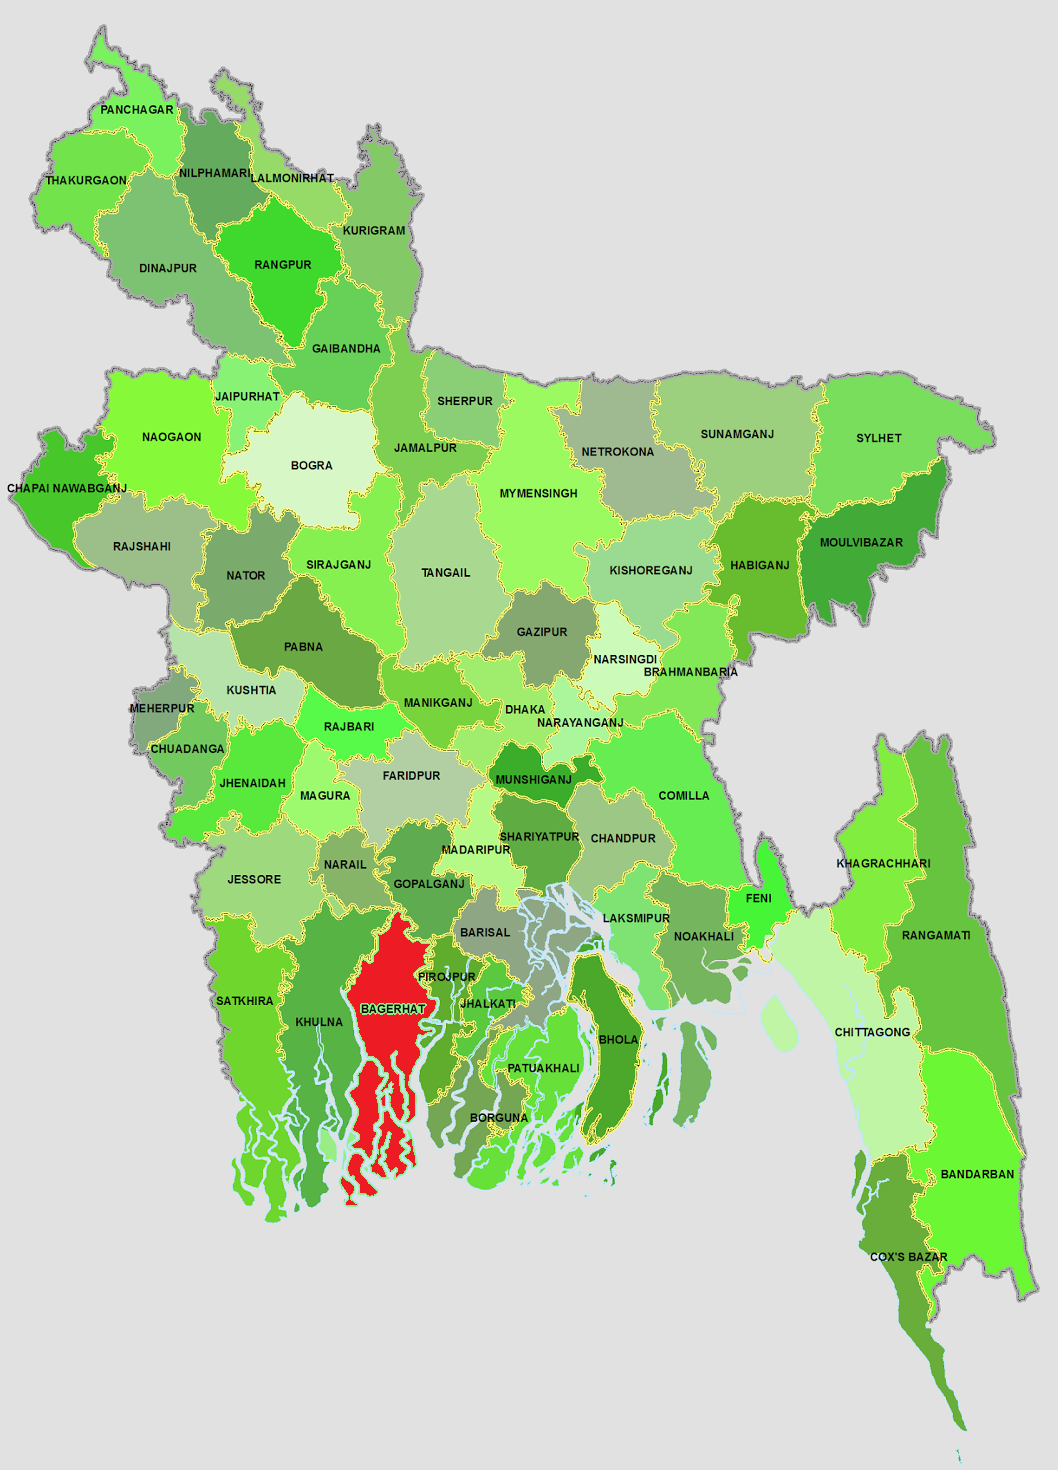 PANCHAGAR
THAKURGAON
NILPHAMARI
LALMONIRHAT
KURIGRAM
DINAJPUR
RANGPUR
GAIBANDHA
JAIPURHAT
SHERPUR
NAOGAON
JAMALPUR
SUNAMGANJ
SYLHET
NETROKONA
BOGRA
CHAPAI NAWABGANJ
MYMENSINGH
RAJSHAHI
MOULVIBAZAR
HABIGANJ
SIRAJGANJ
KISHOREGANJ
TANGAIL
NATOR
GAZIPUR
PABNA
NARSINGDI
BRAHMANBARIA
KUSHTIA
MANIKGANJ
MEHERPUR
DHAKA
NARAYANGANJ
RAJBARI
CHUADANGA
FARIDPUR
MUNSHIGANJ
JHENAIDAH
MAGURA
COMILLA
SHARIYATPUR
CHANDPUR
MADARIPUR
NARAIL
KHAGRACHHARI
JESSORE
GOPALGANJ
FENI
LAKSMIPUR
BARISAL
NOAKHALI
RANGAMATI
PIROJPUR
SATKHIRA
JHALKATI
BAGERHAT
KHULNA
CHITTAGONG
BHOLA
PATUAKHALI
BORGUNA
BANDARBAN
COX'S BAZAR